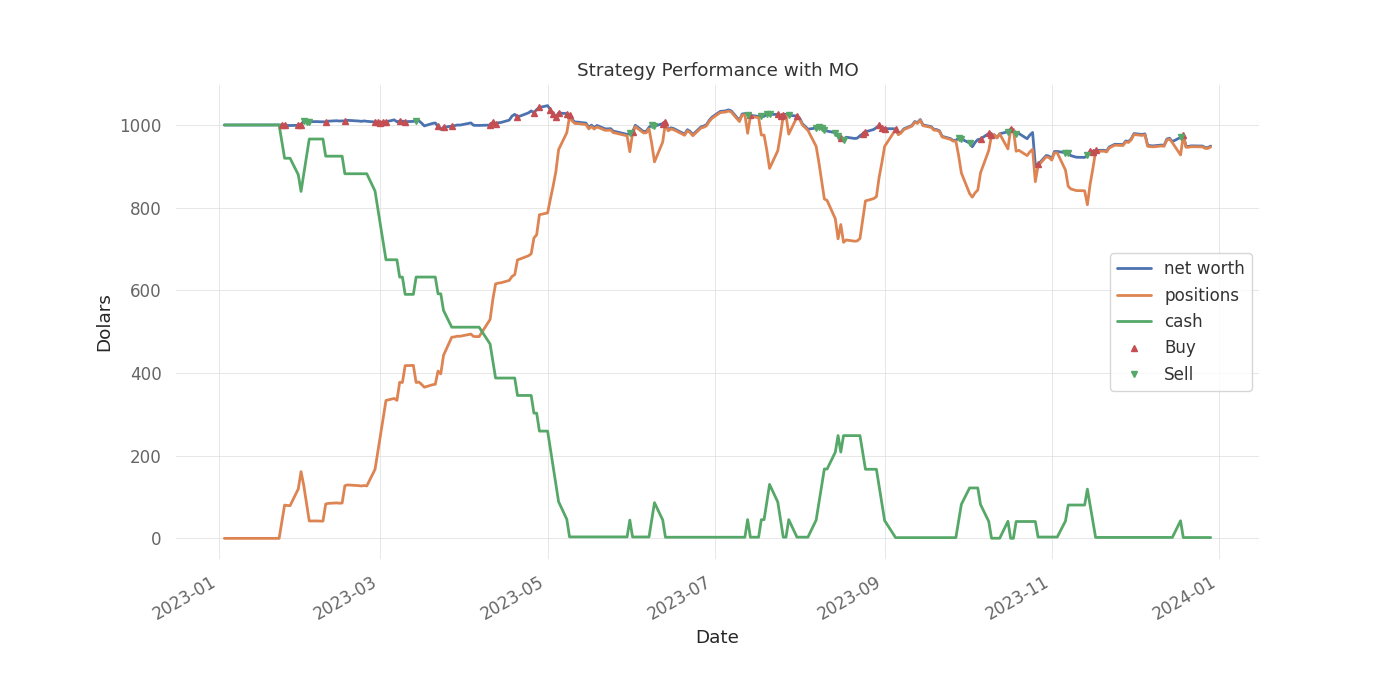 Strategy Performance with MO
Dolars
1000
800
600
400
200
0
net worth
positions
cash
Buy
Sell
2023-01
2023-03
2023-05
2023-07
2023-09
2023-11
2024-01
Date